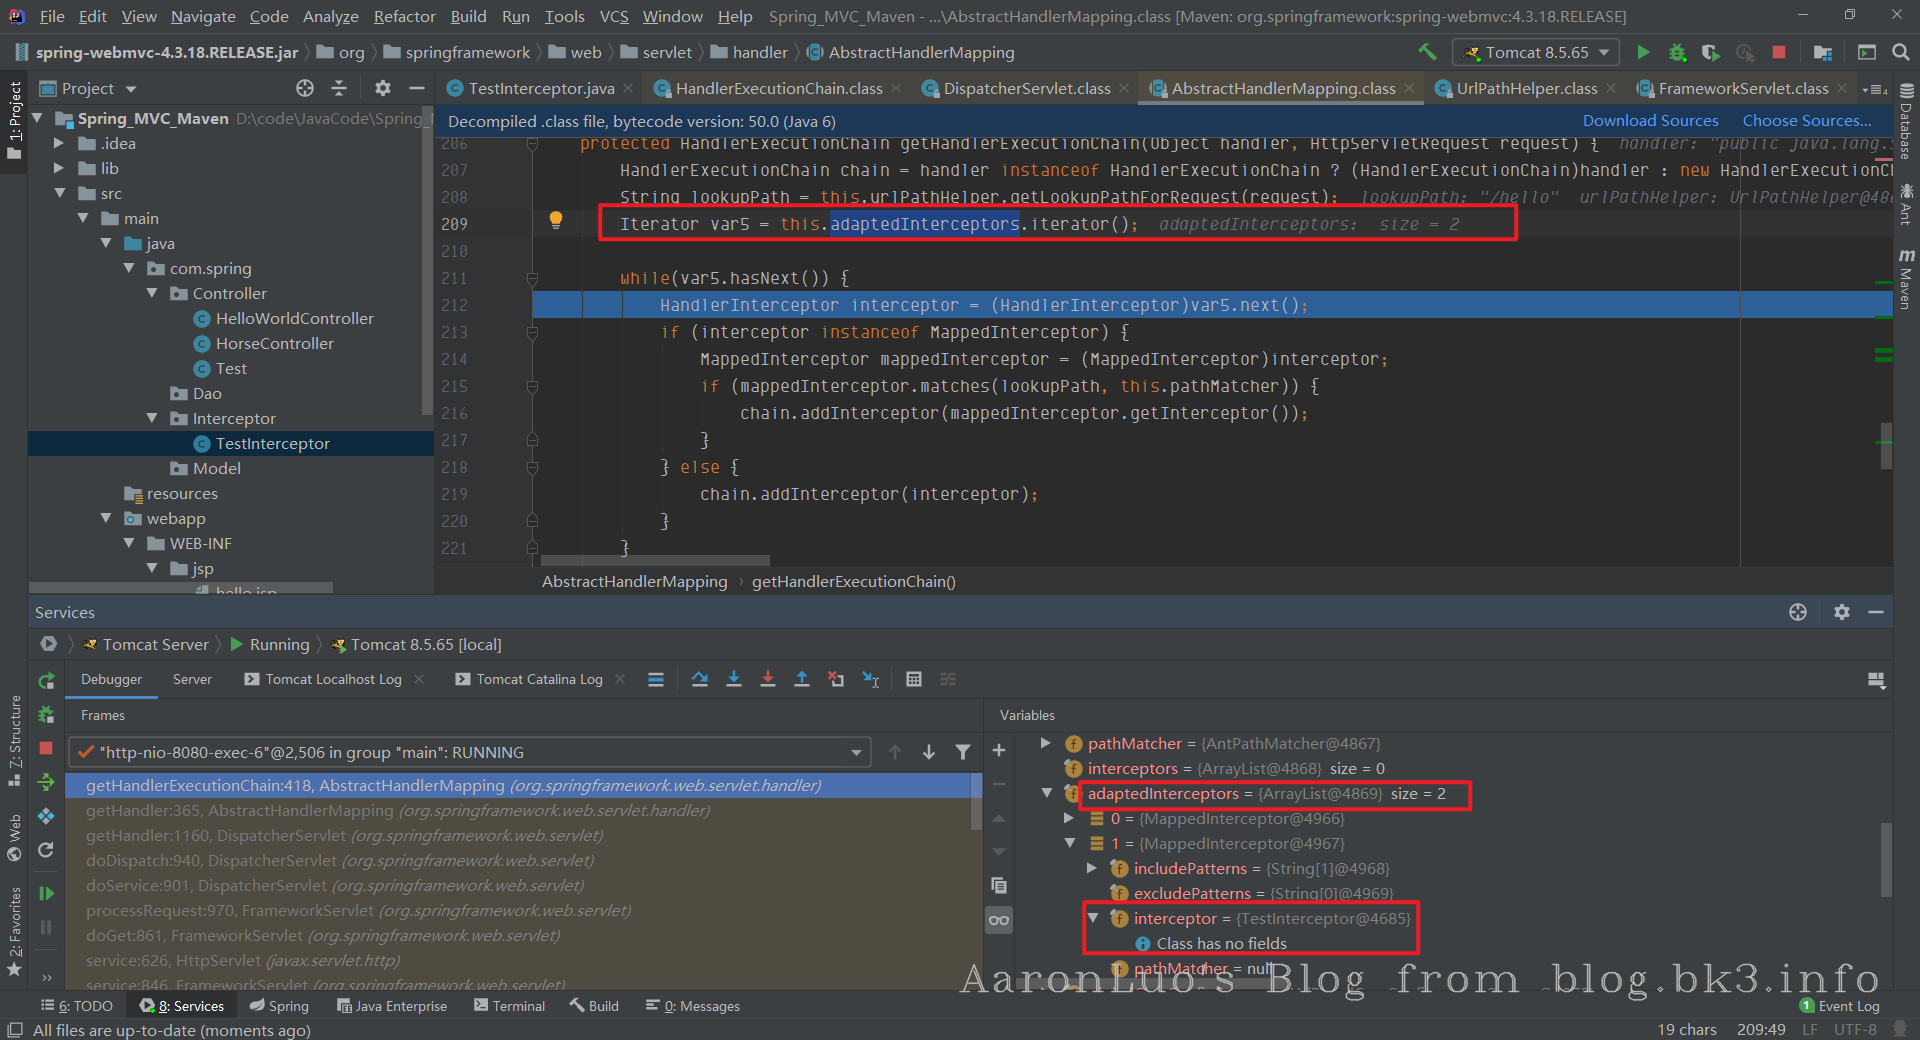 File Edit View Navigate Code Analyze Refactor Build Run Tools VCS Window Help Spring_MVC_Maven - ...\AbstractHandlerMapping.class [Maven: org.springframework:spring-webmvc:4.3.18.RELEASE]
spring-webmvc-4.3.18.RELEASE.jar org springframework web servlet handler AbstractHandlerMapping Tomcat 8.5.65
Project TestInterceptor.java HandlerExecutionChain.class DispatcherServlet.class AbstractHandlerMapping.class UrlPathHelper.class FrameworkServlet.class
Decompiled .class file, bytecode version: 50.0 (Java 6) Download Sources Choose Sources...
1: Project
Z: Structure
Web
2: Favorites
Database
Ant
Maven
Spring_MVC_Maven D:\code\JavaCode\Spring_
.idea
lib
src
main
java
com.spring
Controller
HelloWorldController
HorseController
Test
Dao
Interceptor
TestInterceptor
Model
resources
webapp
WEB-INF
jsp
hello.jsp
206 protected HandlerExecutionChain getHandlerExecutionChain(Object handler, HttpServletRequest request) { handler: "public java.lang.
207 HandlerExecutionChain chain = handler instanceof HandlerExecutionChain ? (HandlerExecutionChain)handler : new HandlerExecutionC
208 String lookupPath = this.urlPathHelper.getLookupPathForRequest(request); lookupPath: "/hello" urlPathHelper: UrlPathHelper@48
209 Iterator var5 = this.adaptedInterceptors.iterator(); adaptedInterceptors: size = 2
210
211 while(var5.hasNext()) {
212 HandlerInterceptor interceptor = (HandlerInterceptor)var5.next();
213 if (interceptor instanceof MappedInterceptor) {
214 MappedInterceptor mappedInterceptor = (MappedInterceptor)interceptor;
215 if (mappedInterceptor.matches(lookupPath, this.pathMatcher)) {
216 chain.addInterceptor(mappedInterceptor.getInterceptor());
217 }
218 } else {
219 chain.addInterceptor(interceptor);
220 }
221 }
AbstractHandlerMapping › getHandlerExecutionChain()
Services
Tomcat Server Running Tomcat 8.5.65 [local]
Debugger Server Tomcat Localhost Log Tomcat Catalina Log
Frames
"http-nio-8080-exec-6"@2,506 in group "main": RUNNING
getHandlerExecutionChain:418, AbstractHandlerMapping (org.springframework.web.servlet.handler)
getHandler:365, AbstractHandlerMapping (org.springframework.web.servlet.handler)
getHandler:1160, DispatcherServlet (org.springframework.web.servlet)
doDispatch:940, DispatcherServlet (org.springframework.web.servlet)
doService:901, DispatcherServlet (org.springframework.web.servlet)
processRequest:970, FrameworkServlet (org.springframework.web.servlet)
doGet:861, FrameworkServlet (org.springframework.web.servlet)
service:626, HttpServlet (javax.servlet.http)
service:846, FrameworkServlet (org.springframework.web.servlet)
Variables
pathMatcher = {AntPathMatcher@4867}
interceptors = {ArrayList@4868} size = 0
adaptedInterceptors = {ArrayList@4869} size = 2
0 = {MappedInterceptor@4966}
1 = {MappedInterceptor@4967}
includePatterns = {String[1]@4968}
excludePatterns = {String[0]@4969}
interceptor = {TestInterceptor@4685}
Class has no fields
pathMatcher = null
AaronLuo's Blog from blog.bk3.info
6: TODO 8: Services Spring Java Enterprise Terminal Build 0: Messages 1 Event Log
All files are up-to-date (moments ago) 19 chars 209:49 LF UTF-8